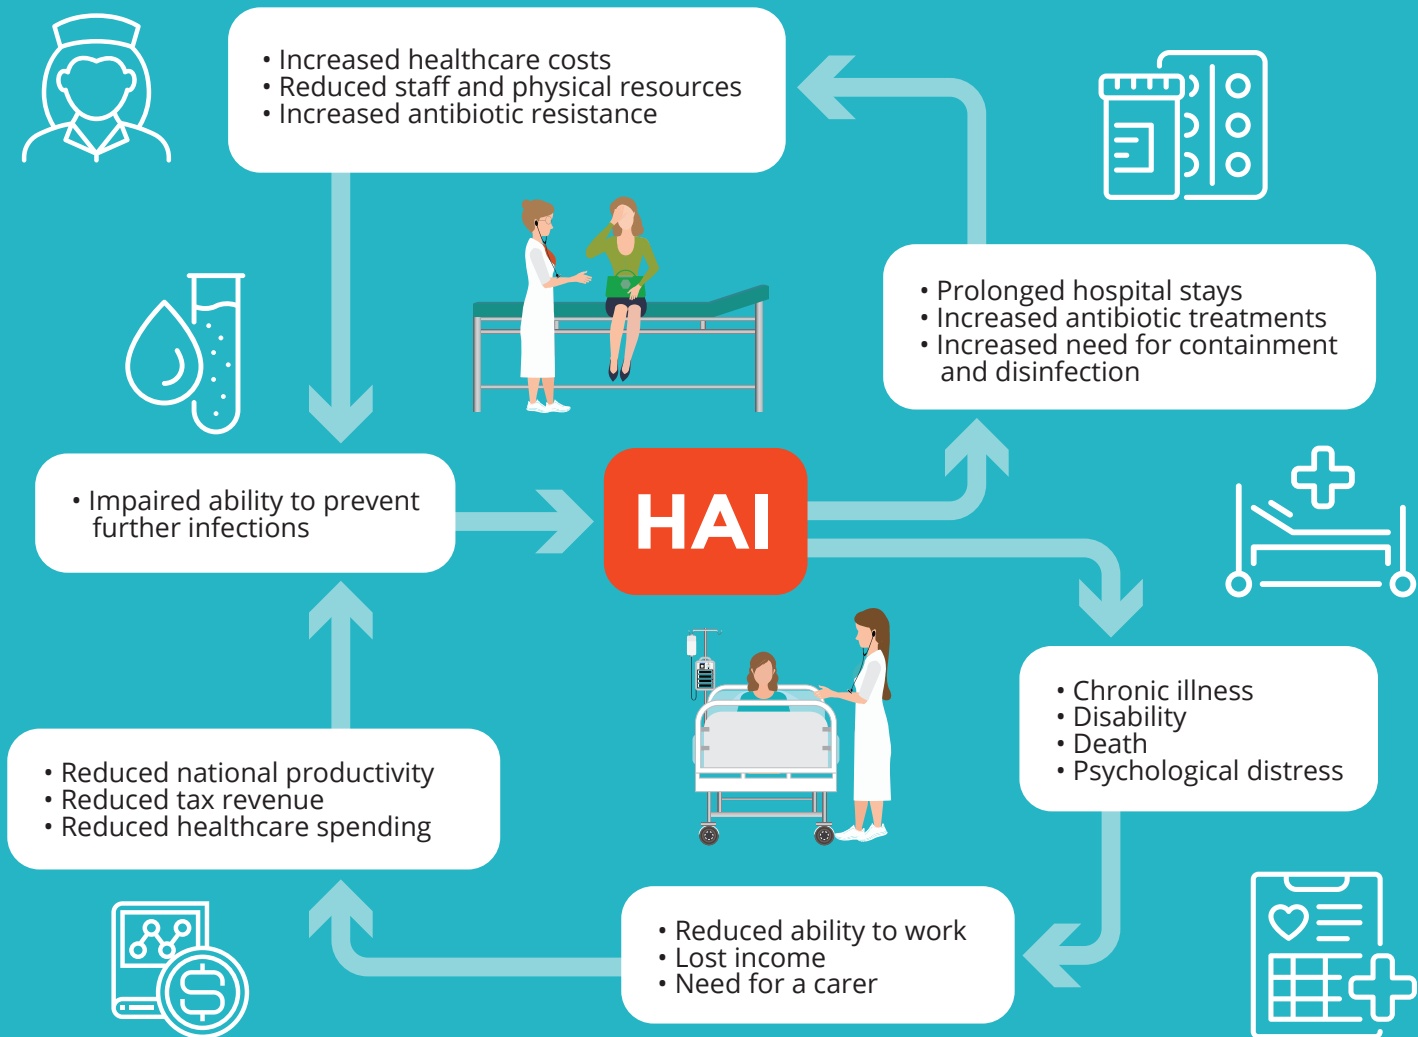 • Increased healthcare costs
• Reduced staff and physical resources
• Increased antibiotic resistance
• Prolonged hospital stays
• Increased antibiotic treatments
• Increased need for containment
and disinfection
• Impaired ability to prevent
further infections
HAI
• Chronic illness
• Disability
• Death
• Psychological distress
• Reduced national productivity
• Reduced tax revenue
• Reduced healthcare spending
• Reduced ability to work
• Lost income
• Need for a carer
$